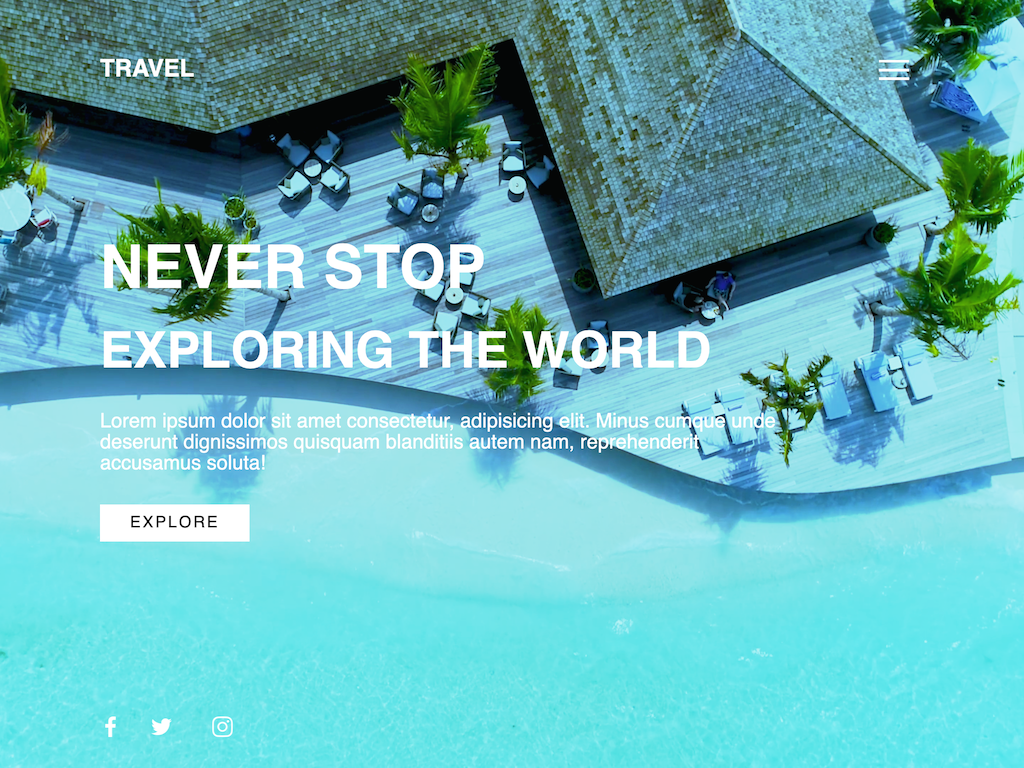 TRAVEL
NEVER STOP
EXPLORING THE WORLD
Lorem ipsum dolor sit amet consectetur, adipisicing elit. Minus cumque unde
deserunt dignissimos quisquam blanditiis autem nam, reprehenderit
accusamus soluta!
EXPLORE